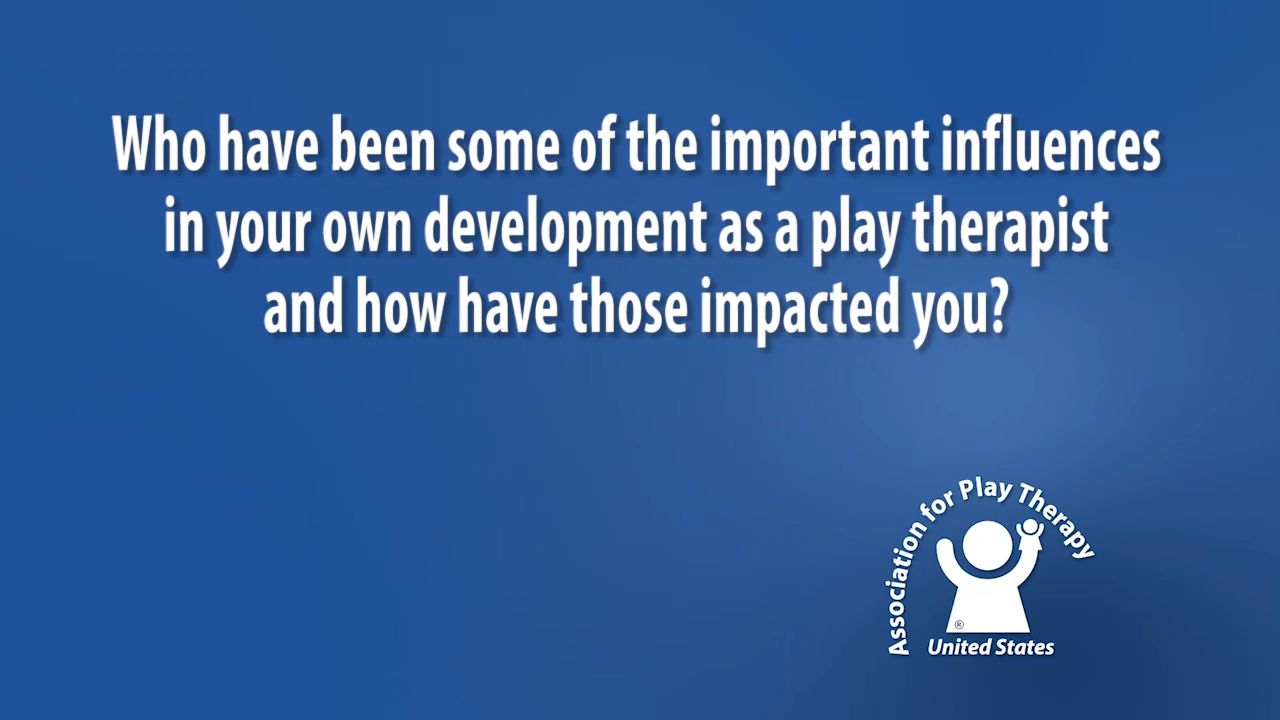 Who have been some of the important influences
in your own development as a play therapist
and how have those impacted you?
Association for Play Therapy
®
United States